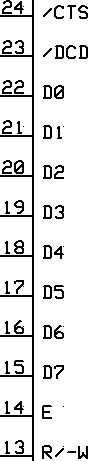 24 /CTS
23 /DCD
22 D0
21 D1
20 D2
19 D3
18 D4
17 D5
16 D6
15 D7
14 E
13 R/-W